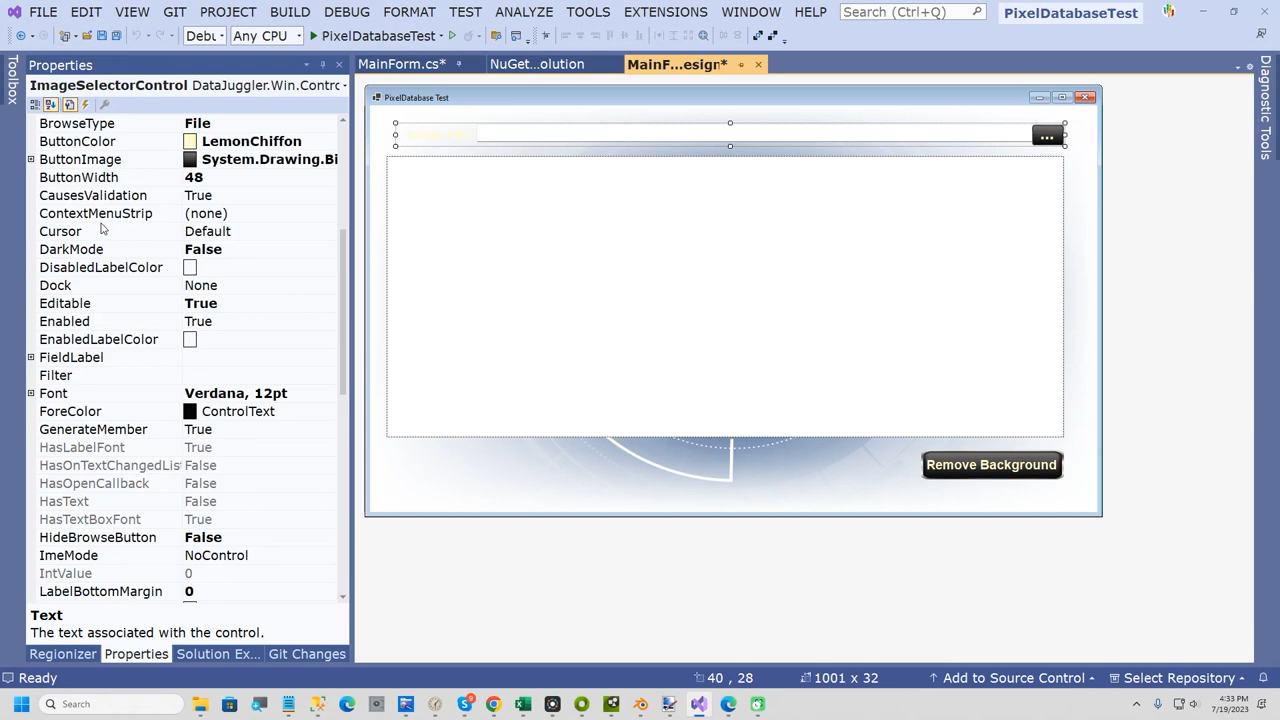 FILE EDIT VIEW GIT PROJECT BUILD DEBUG FORMAT TEST ANALYZE TOOLS EXTENSIONS WINDOW HELP Search (Ctrl+Q) PixelDatabaseTest
Debu Any CPU PixelDatabaseTest
Toolbox
Properties
ImageSelectorControl DataJuggler.Win.Contrc
BrowseType File
ButtonColor LemonChiffon
ButtonImage System.Drawing.Bi
ButtonWidth 48
CausesValidation True
ContextMenuStrip (none)
Cursor Default
DarkMode False
DisabledLabelColor
Dock None
Editable True
Enabled True
EnabledLabelColor
FieldLabel
Filter
Font Verdana, 12pt
ForeColor ControlText
GenerateMember True
HasLabelFont True
HasOnTextChangedLis False
HasOpenCallback False
HasText False
HasTextBoxFont True
HideBrowseButton False
ImeMode NoControl
IntValue 0
LabelBottomMargin 0
Text
The text associated with the control.
Regionizer Properties Solution Ex... Git Changes
MainForm.cs* NuGet...olution MainF...esign*
PixelDatabase Test
...
Remove Background
Diagnostic Tools
Ready 40 , 28 1001 x 32 Add to Source Control Select Repository
Search 9 4:33 PM
7/19/2023